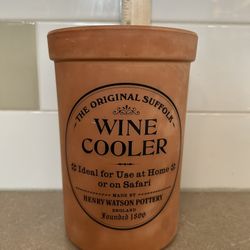 THE ORIGINAL SUFFOLK
WINE
COOLER
Ideal for Use at Home
or on Safari
MADE BY
HENRY WATSON POTTERY
ENGLAND
Founded 1800